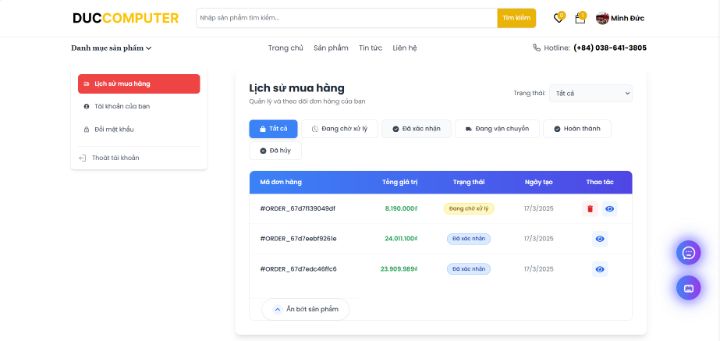 DUCCOMPUTER
Nhập sản phẩm tìm kiếm...
Tìm kiếm
Minh Đức
Danh mục sản phẩm
Trang chủ Sản phẩm Tin tức Liên hệ
Hotline: (+84) 038-641-3805
Lịch sử mua hàng
Tài khoản của bạn
Đổi mật khẩu
Thoát tài khoản
Lịch sử mua hàng
Quản lý và theo dõi đơn hàng của bạn
Trạng thái: Tất cả
Tất cả Đang chờ xử lý Đã xác nhận Đang vận chuyển Hoàn thành
Đã hủy
Mã đơn hàng Tổng giá trị Trạng thái Ngày tạo Thao tác
#ORDER_67d7f139049df 8.190.000₫ Đang chờ xử lý 17/3/2025
#ORDER_67d7eebf9261e 24.011.100₫ Đã xác nhận 17/3/2025
#ORDER_67d7edc46ffc6 23.909.989₫ Đã xác nhận 17/3/2025
Ẩn bớt sản phẩm